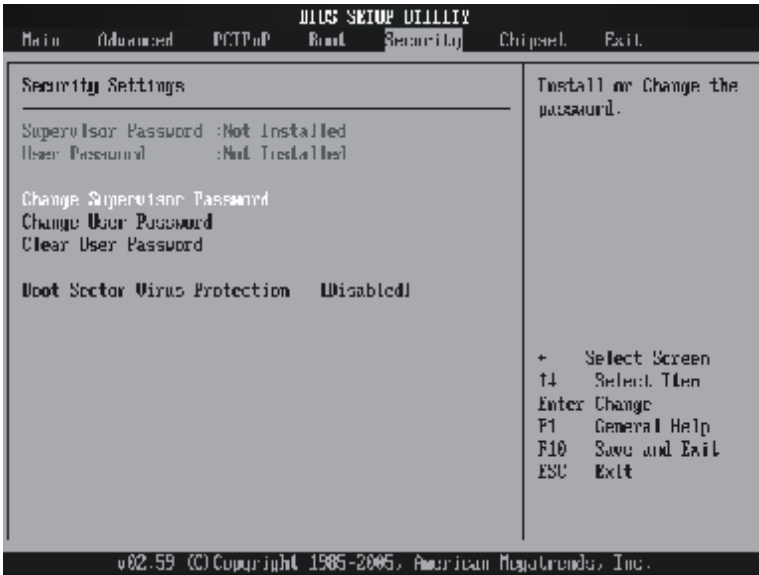 BIOS SETUP UTILITY
Main Advanced PCIPnP Boot Security Chipset Exit
Security Settings
Install or Change the
password.
Supervisor Password :Not Installed
User Password :Not Installed
Change Supervisor Password
Change User Password
Clear User Password
Boot Sector Virus Protection [Disabled]
← Select Screen
↑↓ Select Item
Enter Change
F1 General Help
F10 Save and Exit
ESC Exit
v02.59 (C)Copyright 1985-2005, American Megatrends, Inc.